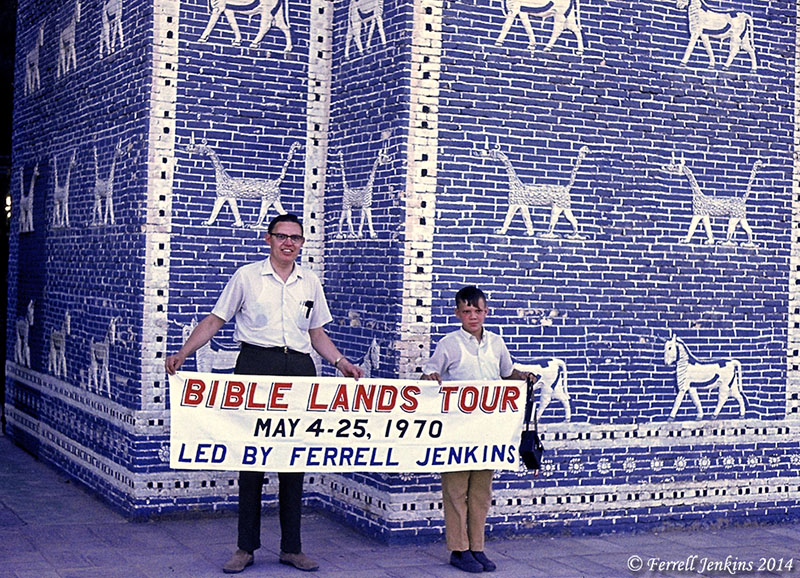 BIBLE LANDS TOUR
MAY 4-25, 1970
LED BY FERRELL JENKINS
© Ferrell Jenkins 2014